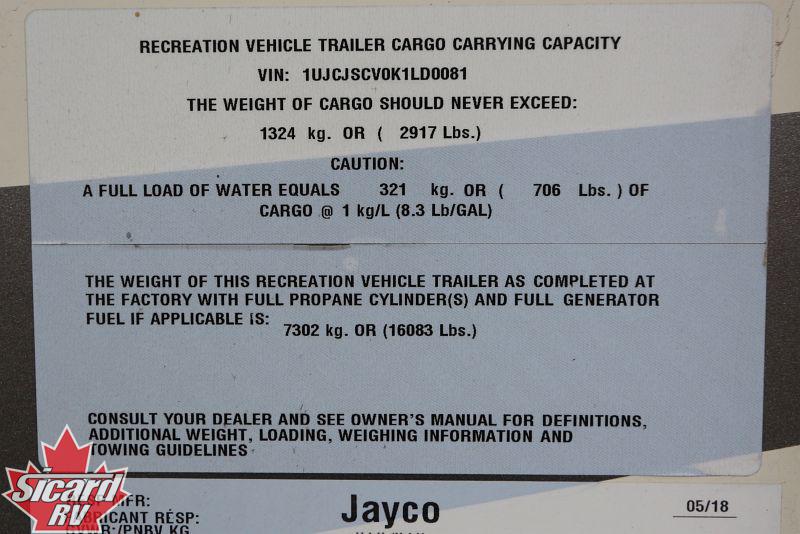 RECREATION VEHICLE TRAILER CARGO CARRYING CAPACITY
VIN: 1UJCJSCV0K1LD0081
THE WEIGHT OF CARGO SHOULD NEVER EXCEED:
1324 kg. OR ( 2917 Lbs.)
CAUTION:
A FULL LOAD OF WATER EQUALS 321 kg. OR ( 706 Lbs. ) OF
CARGO @ 1 kg/L (8.3 Lb/GAL)
THE WEIGHT OF THIS RECREATION VEHICLE TRAILER AS COMPLETED AT
THE FACTORY WITH FULL PROPANE CYLINDER(S) AND FULL GENERATOR
FUEL IF APPLICABLE IS:
7302 kg. OR (16083 Lbs.)
CONSULT YOUR DEALER AND SEE OWNER'S MANUAL FOR DEFINITIONS,
ADDITIONAL WEIGHT, LOADING, WEIGHING INFORMATION AND
TOWING GUIDELINES
Sicard
RV
MFR:
RÉSP:
Jayco
05/18
GVWR:/PNBV KG